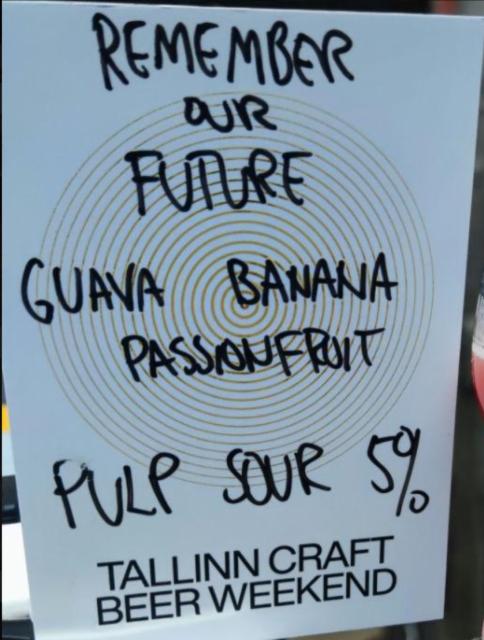 REMEMBER
OUR
FUTURE
GUAVA BANANA
PASSIONFRUIT
PULP SOUR 5%
TALLINN CRAFT
BEER WEEKEND